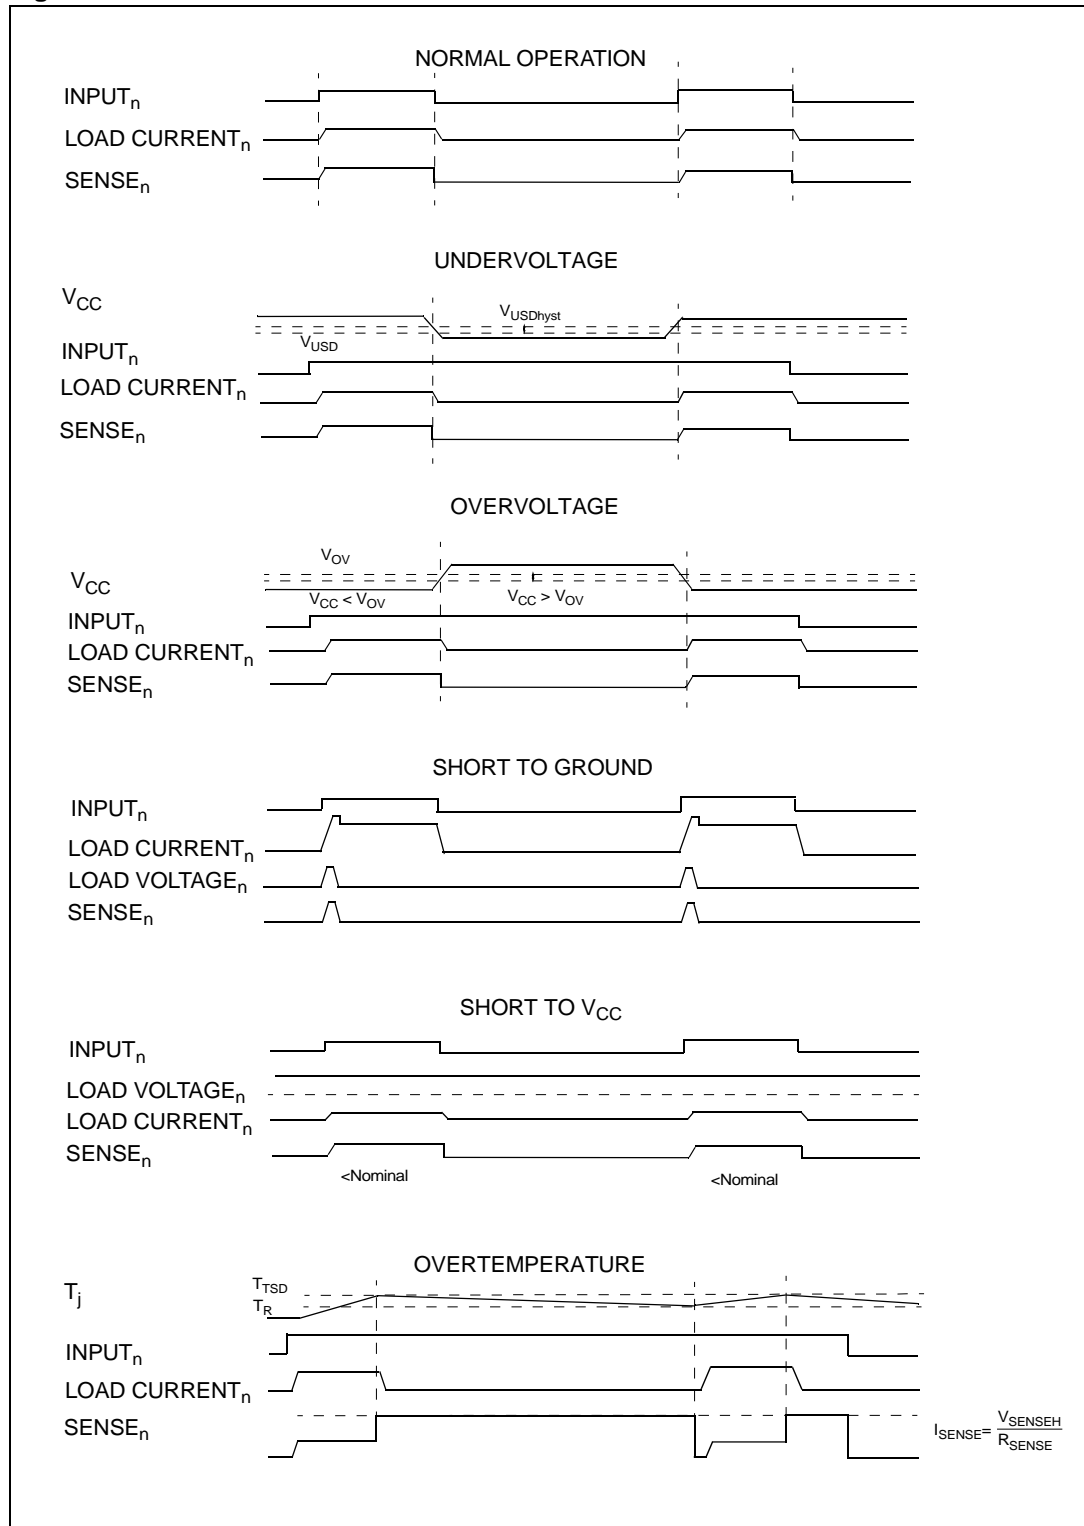 NORMAL OPERATION
INPUTn
LOAD CURRENTn
SENSEn
UNDERVOLTAGE
VCC
VUSDhyst
VUSD
INPUTn
LOAD CURRENTn
SENSEn
OVERVOLTAGE
VOV
VCC
VCC < VOV
VCC > VOV
INPUTn
LOAD CURRENTn
SENSEn
SHORT TO GROUND
INPUTn
LOAD CURRENTn
LOAD VOLTAGEn
SENSEn
SHORT TO VCC
INPUTn
LOAD VOLTAGEn
LOAD CURRENTn
SENSEn
<Nominal
<Nominal
OVERTEMPERATURE
Tj
TTSD
TR
INPUTn
LOAD CURRENTn
SENSEn
ISENSE= VSENSEH
RSENSE